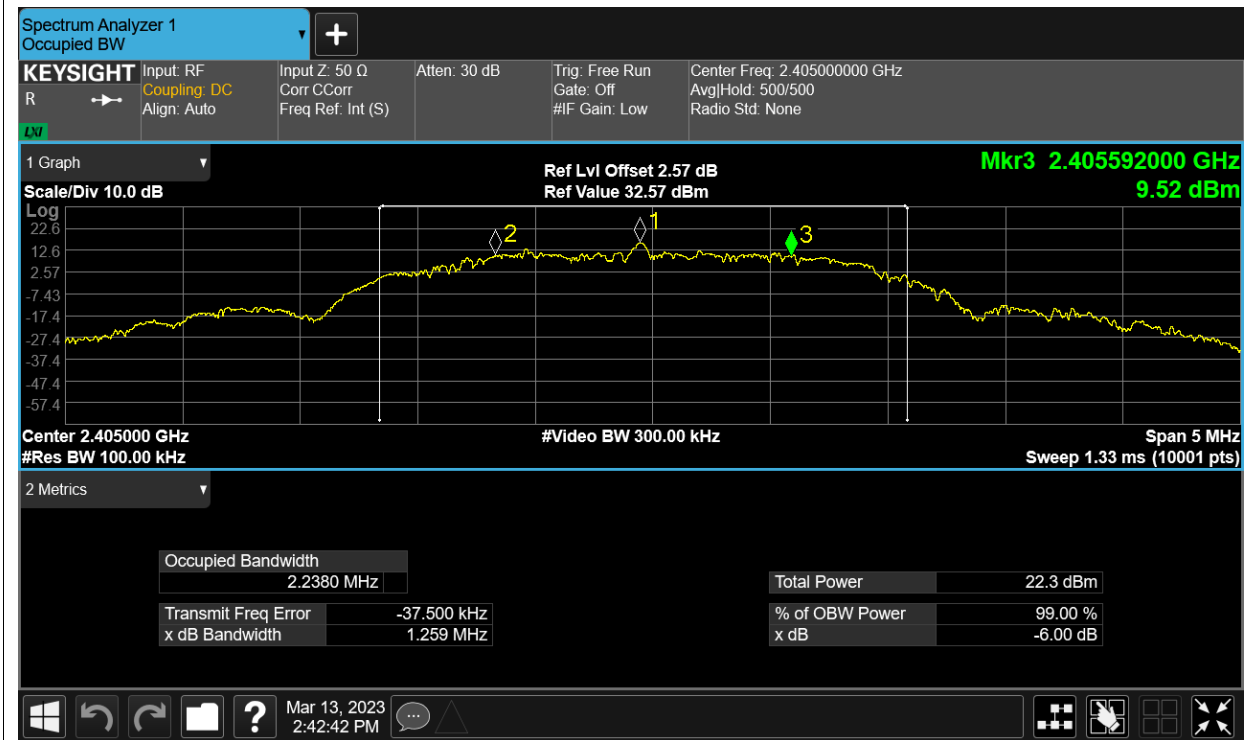 Spectrum Analyzer 1
Occupied BW
KEYSIGHT
R
LXI
Input: RF
Coupling: DC
Align: Auto
Input Z: 50 Ω
Corr CCorr
Freq Ref: Int (S)
Atten: 30 dB
Trig: Free Run
Gate: Off
#IF Gain: Low
Center Freq: 2.405000000 GHz
Avg|Hold: 500/500
Radio Std: None
1 Graph
Scale/Div 10.0 dB
Ref Lvl Offset 2.57 dB
Ref Value 32.57 dBm
Mkr3 2.405592000 GHz
9.52 dBm
Log
22.6
12.6
2.57
-7.43
-17.4
-27.4
-37.4
-47.4
-57.4
2
1
3
Center 2.405000 GHz
#Res BW 100.00 kHz
#Video BW 300.00 kHz
Span 5 MHz
Sweep 1.33 ms (10001 pts)
2 Metrics
Occupied Bandwidth
2.2380 MHz
Transmit Freq Error -37.500 kHz
x dB Bandwidth 1.259 MHz
Total Power 22.3 dBm
% of OBW Power 99.00 %
x dB -6.00 dB
?
Mar 13, 2023
2:42:42 PM